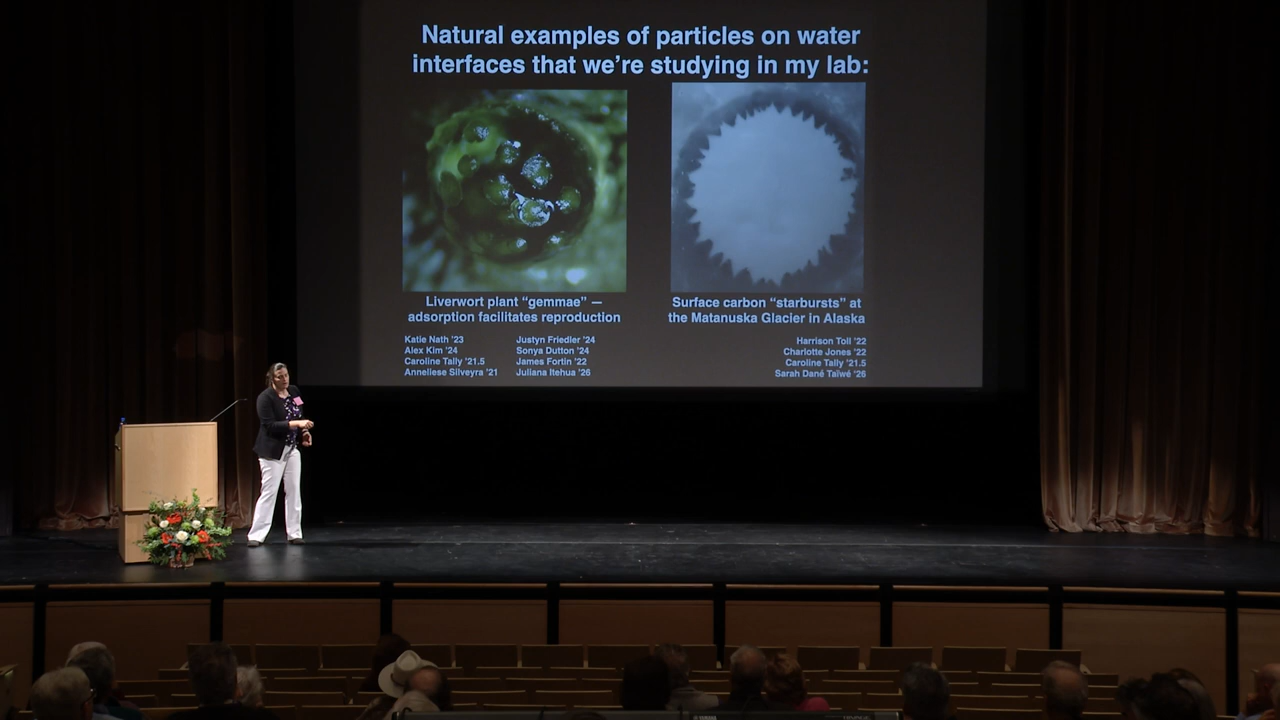 Natural examples of particles on water
interfaces that we're studying in my lab:
Liverwort plant “gemmae” —
adsorption facilitates reproduction
Katie Nath '23
Alex Kim '24
Caroline Tally '21.5
Anneliese Silveyra '21
Justyn Friedler '24
Sonya Dutton '24
James Fortin '22
Juliana Itehua '26
Surface carbon “starbursts” at
the Matanuska Glacier in Alaska
Harrison Toll '22
Charlotte Jones '22
Caroline Tally '21.5
Sarah Dané Taïwé '26